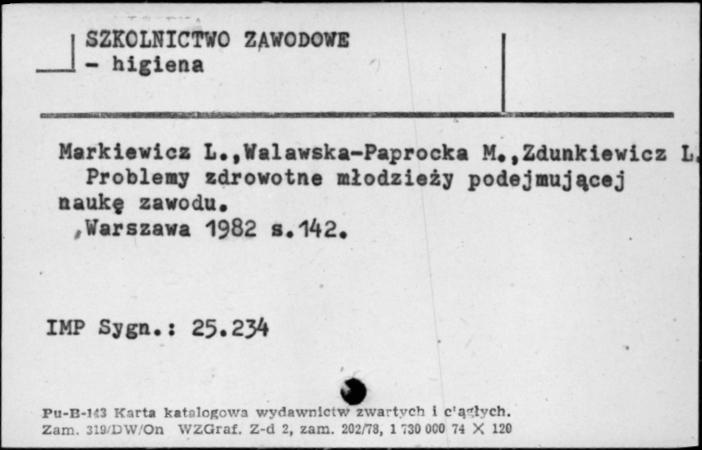 SZKOLNICTWO ZAWODOWE
- higiena
Markiewicz L.,Walawska-Paprocka M.,Zdunkiewicz L.
Problemy zdrowotne młodzieży podejmującej
naukę zawodu.
Warszawa 1982 s.142.
IMP Sygn.: 25.234
Pu-B-143 Karta katalogowa wydawnictw zwartych i c'ągłych.
Zam. 319/DW/On WZGraf. Z-d 2, zam. 202/78, 1 730 000 74 X 120